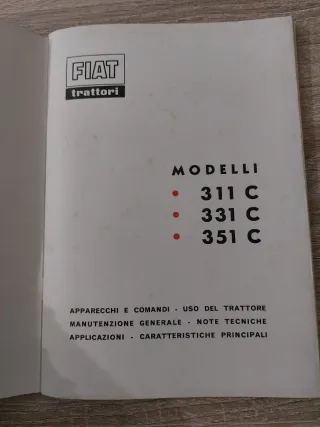 FIAT
trattori
MODELLI
• 311 C
• 331 C
• 351 C
APPARECCHI E COMANDI - USO DEL TRATTORE
MANUTENZIONE GENERALE - NOTE TECNICHE
APPLICAZIONI - CARATTERISTICHE PRINCIPALI